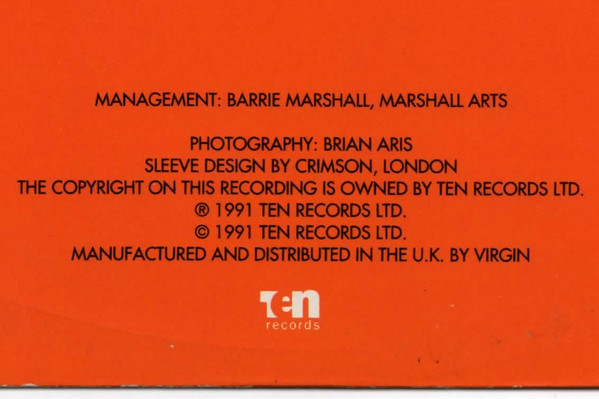 MANAGEMENT: BARRIE MARSHALL, MARSHALL ARTS
PHOTOGRAPHY: BRIAN ARIS
SLEEVE DESIGN BY CRIMSON, LONDON
THE COPYRIGHT ON THIS RECORDING IS OWNED BY TEN RECORDS LTD.
® 1991 TEN RECORDS LTD.
© 1991 TEN RECORDS LTD.
MANUFACTURED AND DISTRIBUTED IN THE U.K. BY VIRGIN
Ten
records